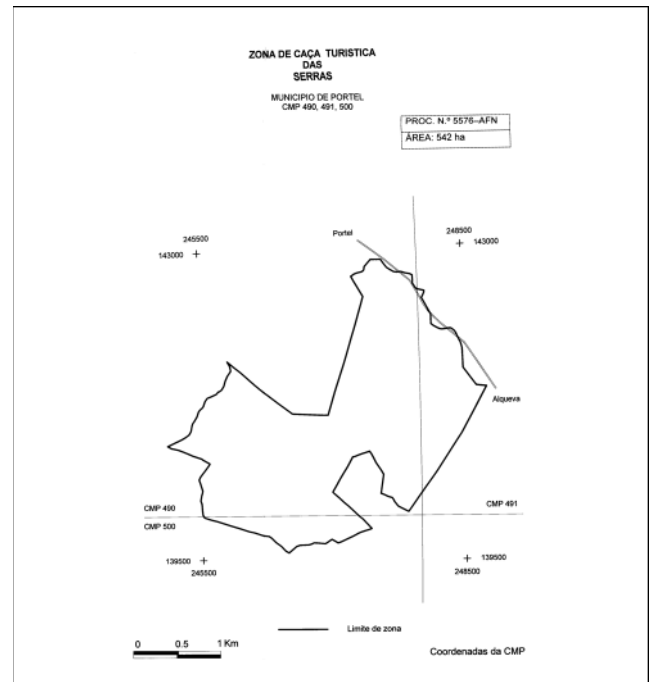 ZONA DE CAÇA TURISTICA
DAS
SERRAS
MUNICIPIO DE PORTEL
CMP 490, 491, 500
PROC. N.º 5576–AFN
ÁREA: 542 ha
245500
143000
Portel
248500
143000
Alqueva
CMP 490
CMP 491
CMP 500
139500
245500
139500
248500
Limite de zona
0 0.5 1 Km
Coordenadas da CMP